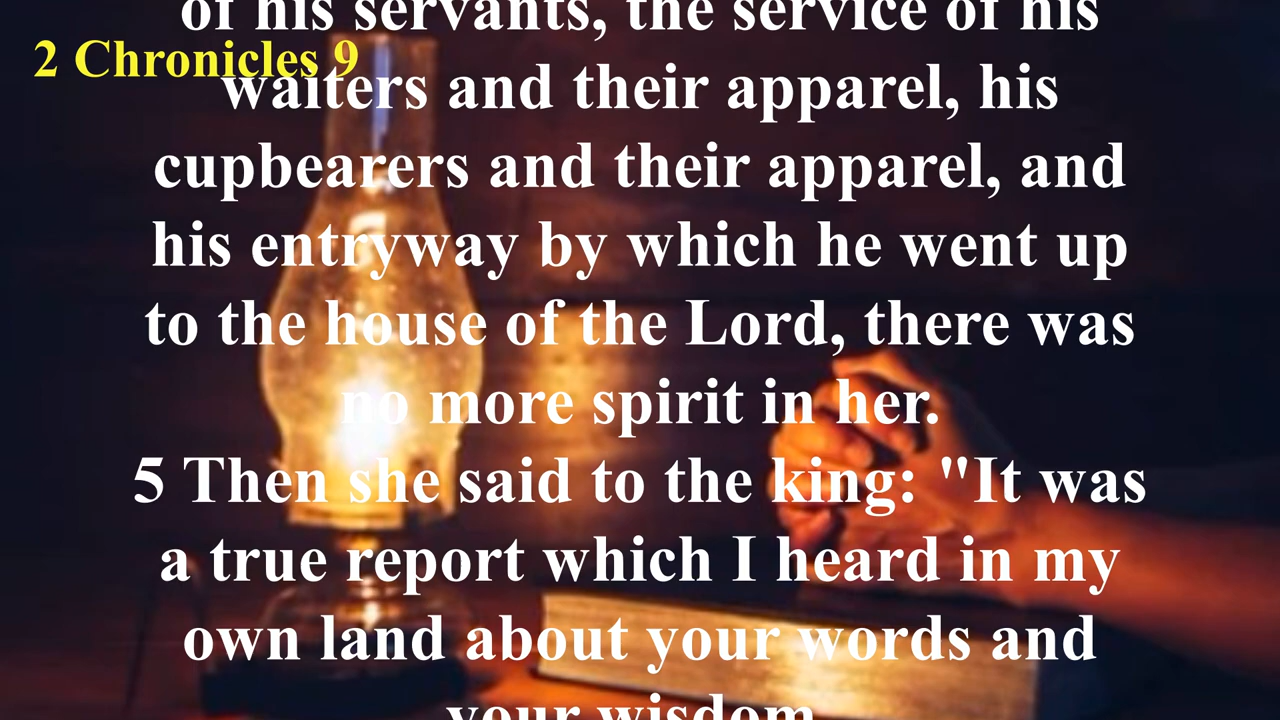 of his servants, the service of his
2 Chronicles 9
waiters and their apparel, his
cupbearers and their apparel, and
his entryway by which he went up
to the house of the Lord, there was
no more spirit in her.
5 Then she said to the king: "It was
a true report which I heard in my
own land about your words and
your wisdom.